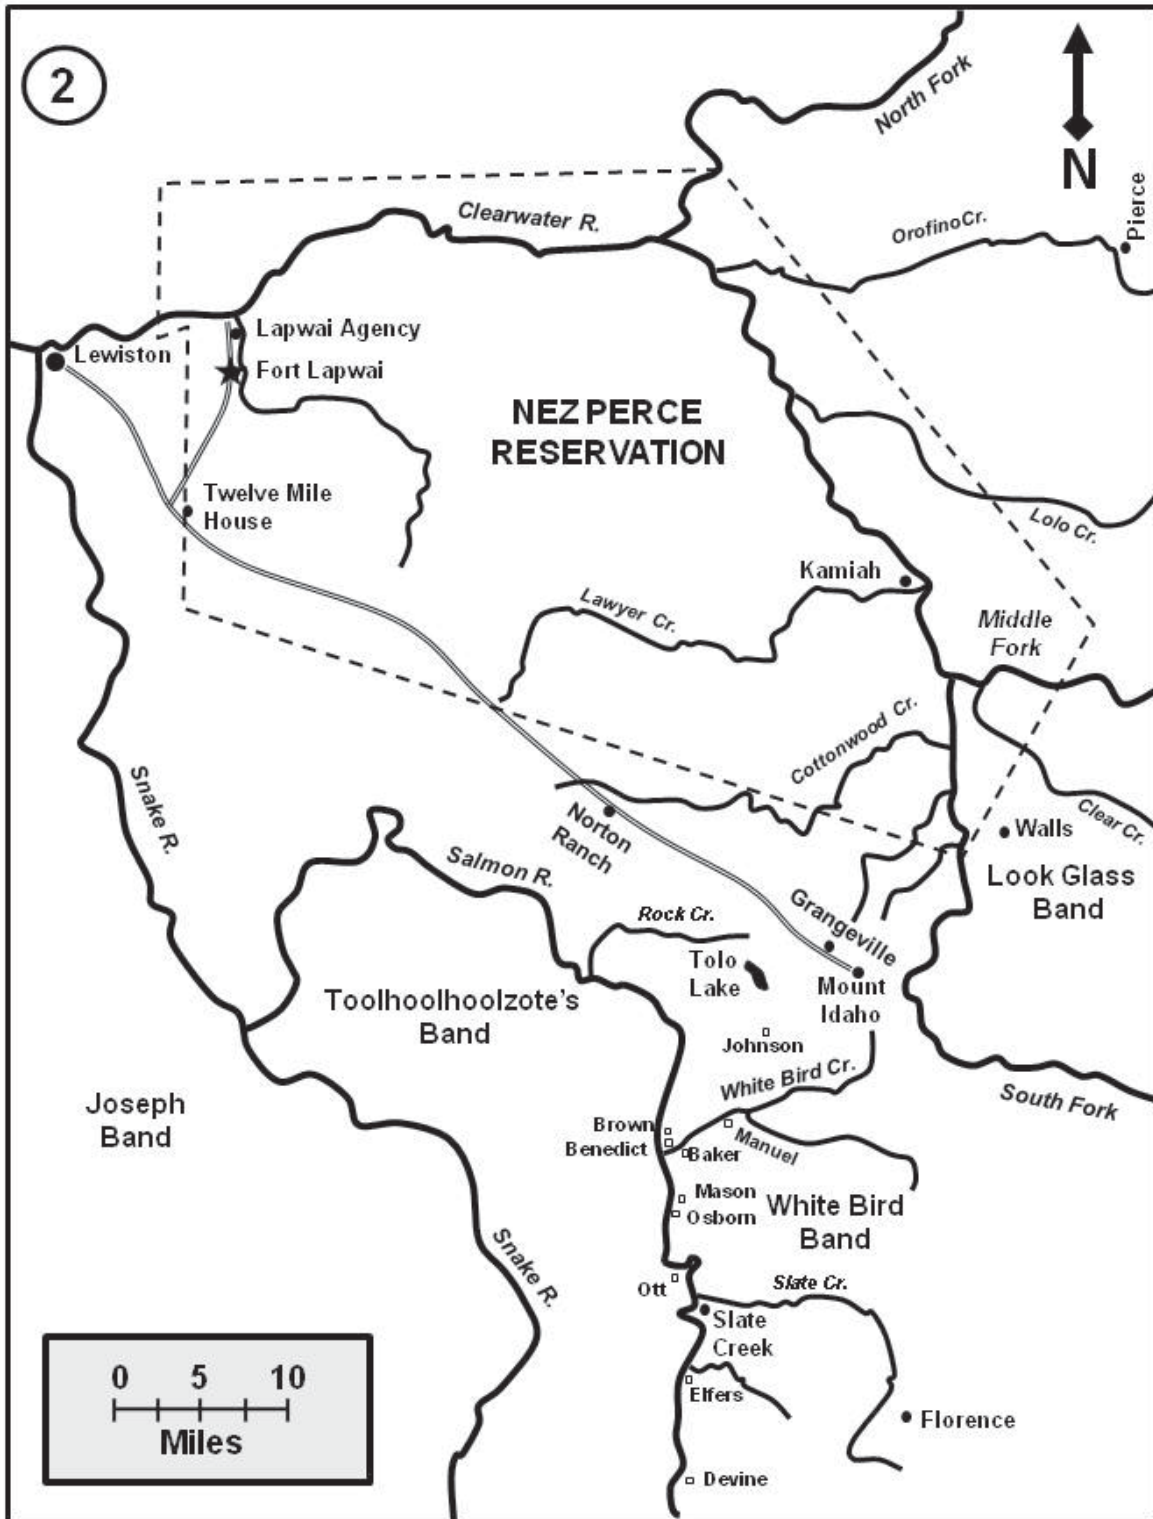 2
North Fork
N
Pierce
Clearwater R.
Orofino Cr.
Lapwai Agency
Lewiston
Fort Lapwai
NEZ PERCE
RESERVATION
Twelve Mile
House
Lolo Cr.
Kamiah
Lawyer Cr.
Middle
Fork
Cottonwood Cr.
Snake R.
Norton
Ranch
Clear Cr.
Walls
Salmon R.
Look Glass
Band
Grangeville
Rock Cr.
Tolo
Lake
Mount
Idaho
Toolhoolhoolzote's
Band
Johnson
White Bird Cr.
South Fork
Joseph
Band
Brown
Benedict
Manuel
Baker
Mason
Osborn
White Bird
Band
Snake R.
Ott
Slate Cr.
Slate
Creek
Elfers
Florence
Devine
0 5 10
Miles